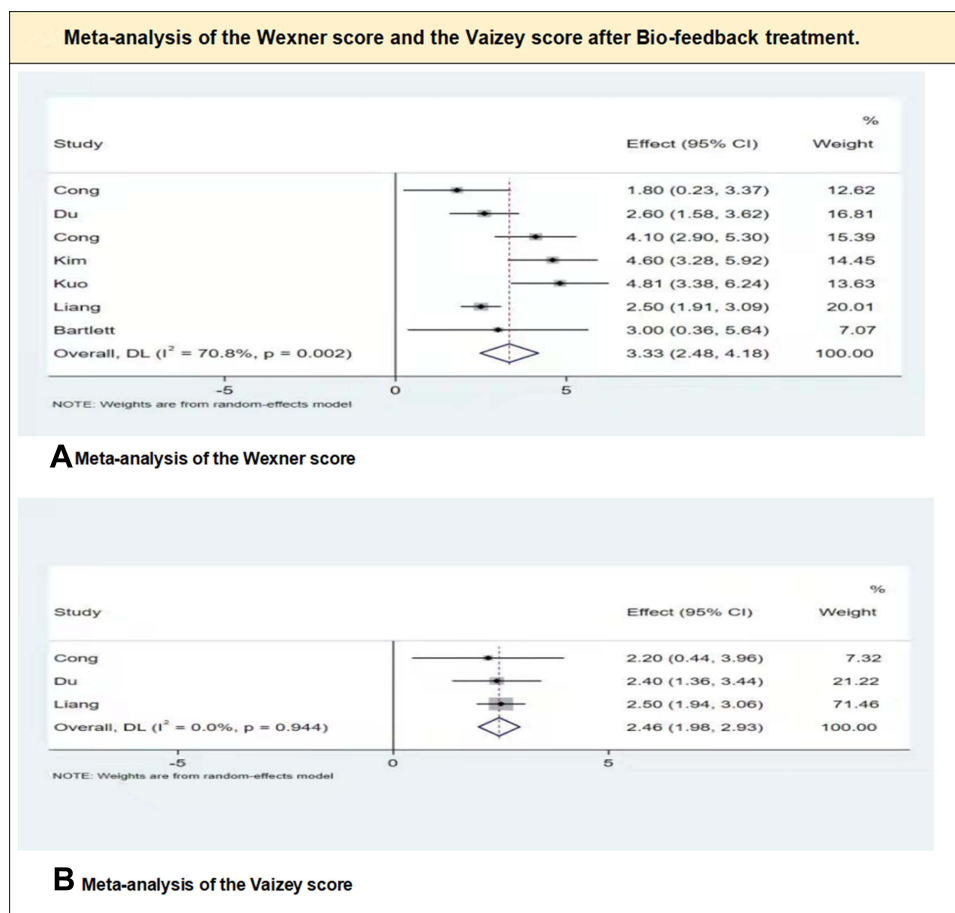 Meta-analysis of the Wexner score and the Vaizey score after Bio-feedback treatment.
%
Study Effect (95% CI) Weight
Cong 1.80 (0.23, 3.37) 12.62
Du 2.60 (1.58, 3.62) 16.81
Cong 4.10 (2.90, 5.30) 15.39
Kim 4.60 (3.28, 5.92) 14.45
Kuo 4.81 (3.38, 6.24) 13.63
Liang 2.50 (1.91, 3.09) 20.01
Bartlett 3.00 (0.36, 5.64) 7.07
Overall, DL (I² = 70.8%, p = 0.002) 3.33 (2.48, 4.18) 100.00
-5 0 5
NOTE: Weights are from random-effects model
A Meta-analysis of the Wexner score
%
Study Effect (95% CI) Weight
Cong 2.20 (0.44, 3.96) 7.32
Du 2.40 (1.36, 3.44) 21.22
Liang 2.50 (1.94, 3.06) 71.46
Overall, DL (I² = 0.0%, p = 0.944) 2.46 (1.98, 2.93) 100.00
-5 0 5
NOTE: Weights are from random-effects model
B Meta-analysis of the Vaizey score